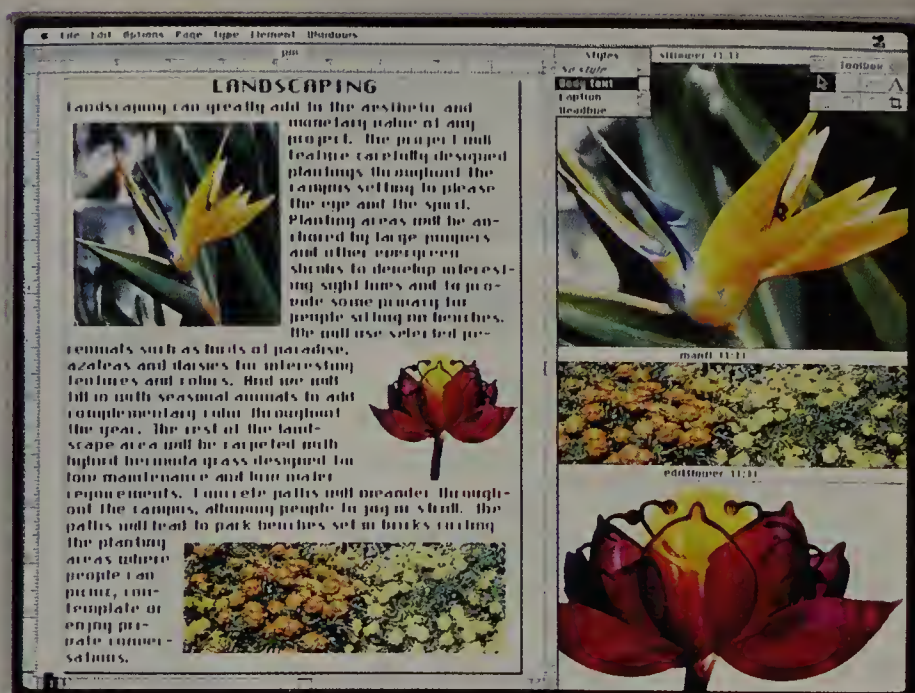 File Edit Options Page Type Element Windows
pm
Styles
No style
Body text
Caption
Headline
Toolbox
LANDSCAPING
Landscaping can greatly add to the aesthetic and
monetary value of any
project. The project will
feature carefully designed
plantings throughout the
campus setting to please
the eye and the spirit.
Planting areas will be an-
chored by large junipers
and other evergreen
shrubs to develop interest-
ing sight lines and to pro-
vide some privacy for
people sitting on benches.
We will use selected pe-
rennials such as birds of paradise,
azaleas and daisies for interesting
textures and colors. And we will
fill in with seasonal annuals to add
complementary color throughout
the year. The rest of the land-
scape area will be carpeted with
hybrid bermuda grass designed for
low maintenance and low water
requirements. Concrete paths will meander through-
out the campus, allowing people to jog or stroll. The
paths will lead to park benches set in bricks circling
the planting
areas where
people can
picnic, con-
template or
enjoy pri-
vate conver-
sations.